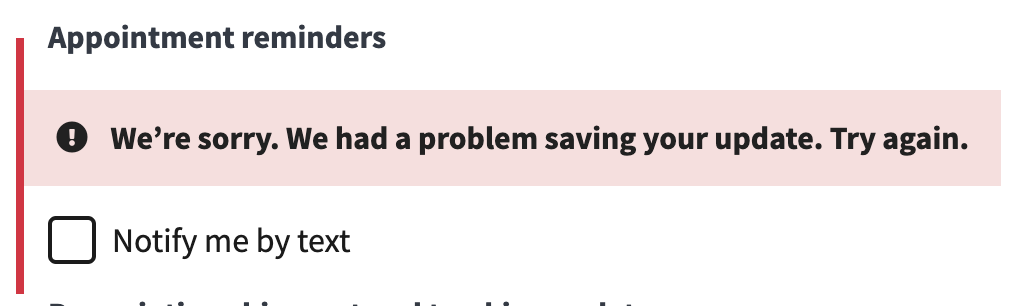 Appointment reminders
We’re sorry. We had a problem saving your update. Try again.
Notify me by text